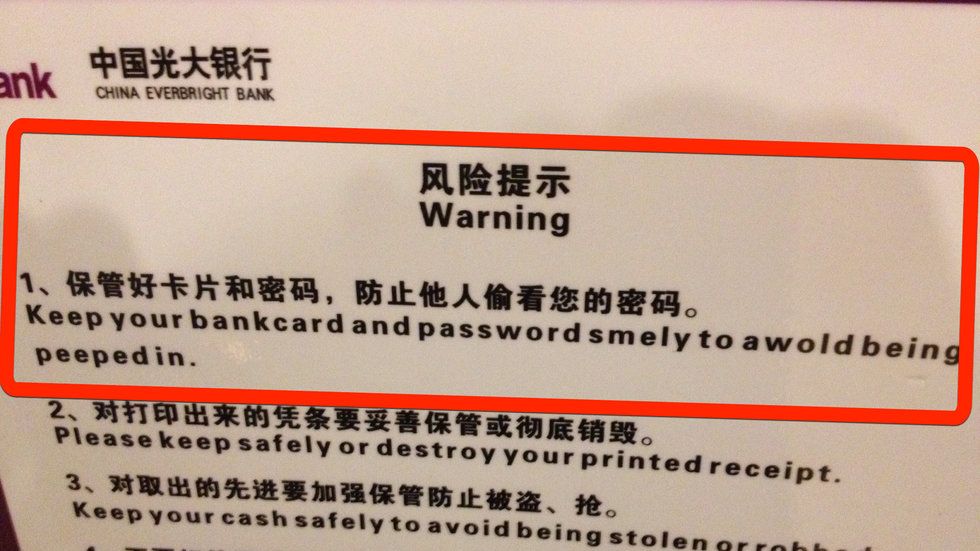 ank
中国光大银行
CHINA EVERBRIGHT BANK
风险提示
Warning
1、保管好卡片和密码，防止他人偷看您的密码。
Keep your bankcard and password smely to awold being
peeped in.
2、对打印出来的凭条要妥善保管或彻底销毁。
Please keep safely or destroy your printed receipt.
3、对取出的先进要加强保管防止被盗、抢。
Keep your cash safely to avoid being stolen or robbed